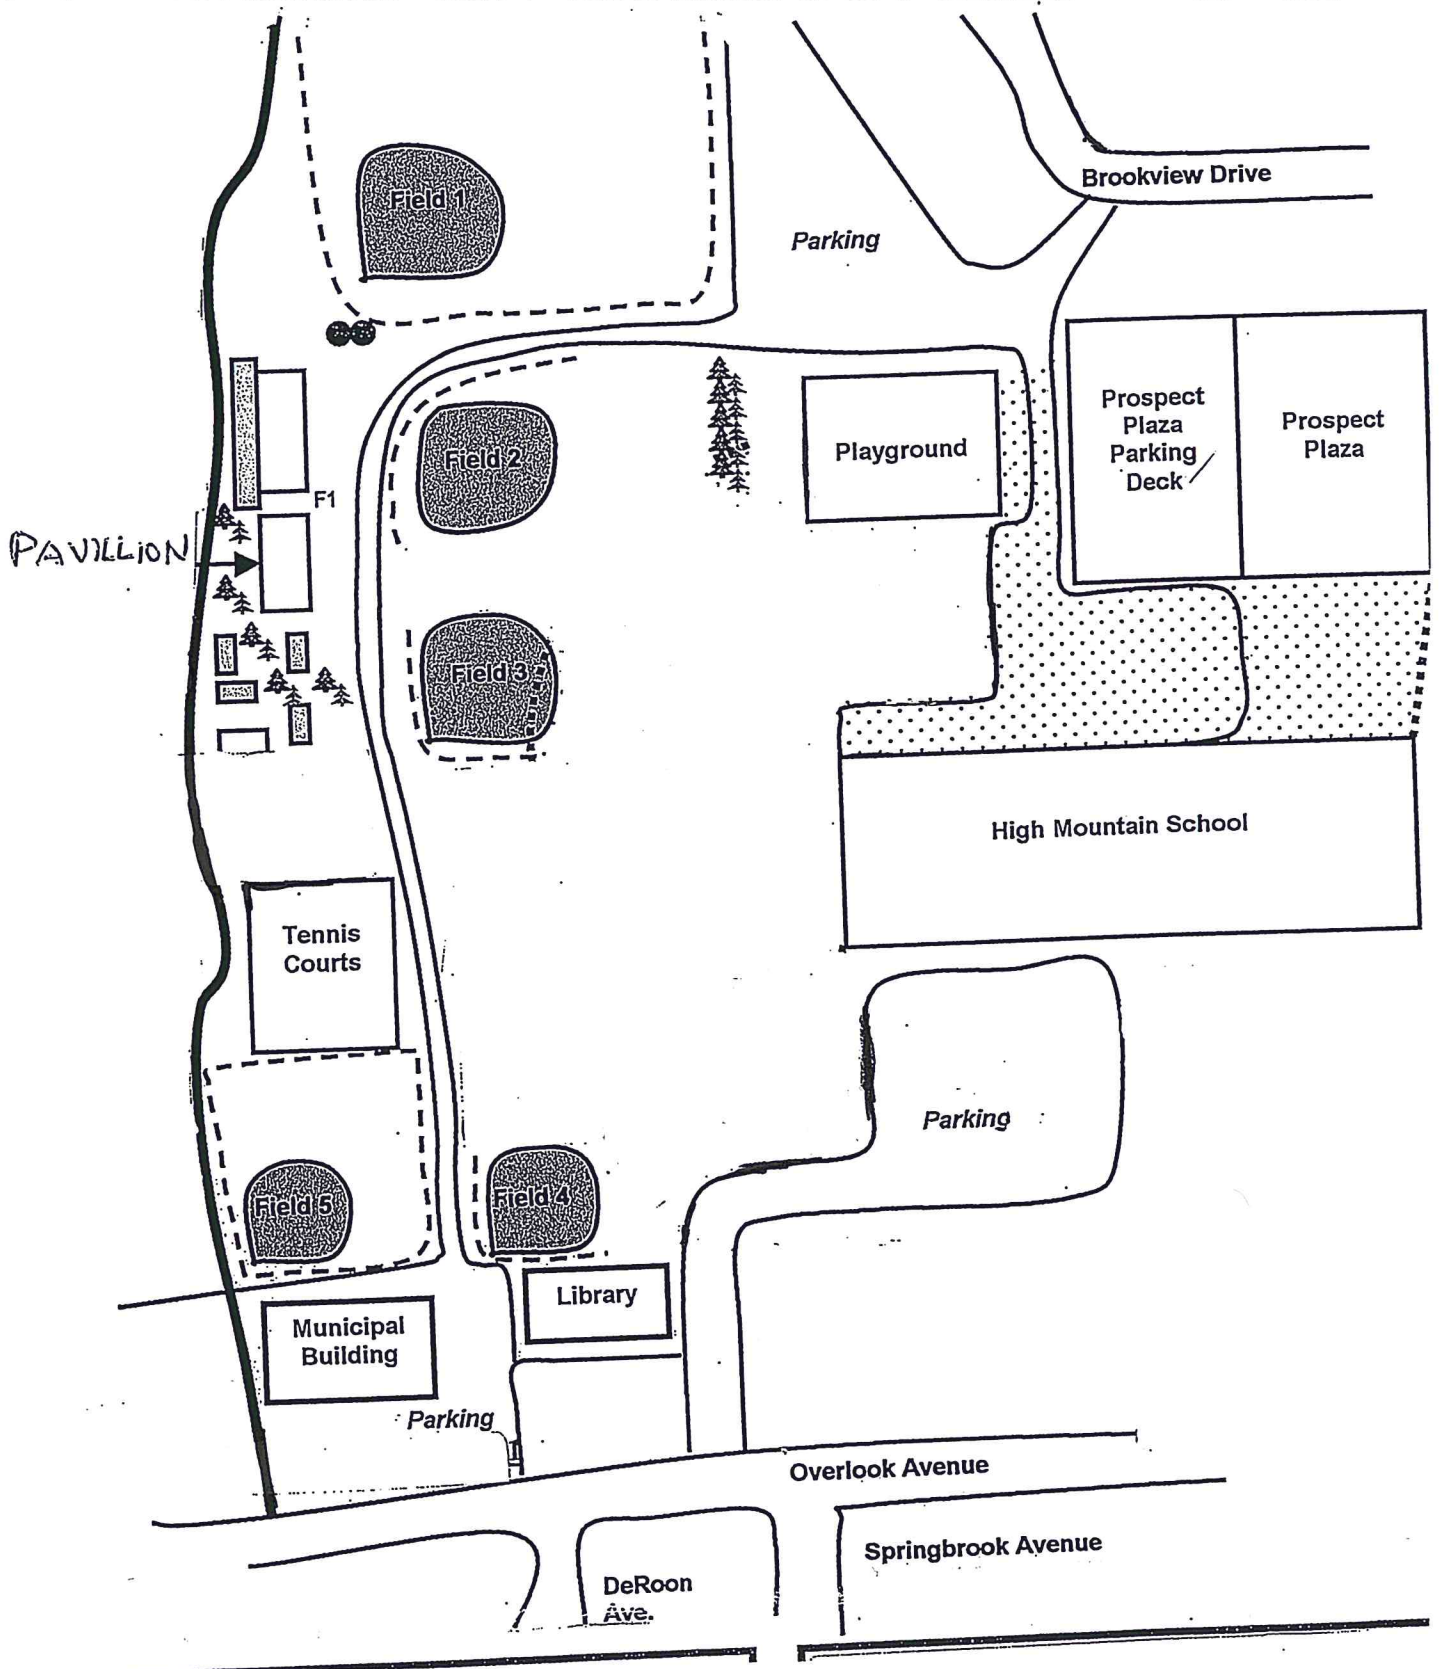 Field 1
Brookview Drive
Parking
Field 2
Playground
Prospect
Plaza
Parking
Deck
Prospect
Plaza
F1
PAVILLION
Field 3
High Mountain School
Tennis
Courts
Parking
Field 5
Field 4
Library
Municipal
Building
Parking
Overlook Avenue
Springbrook Avenue
DeRoon
Ave.